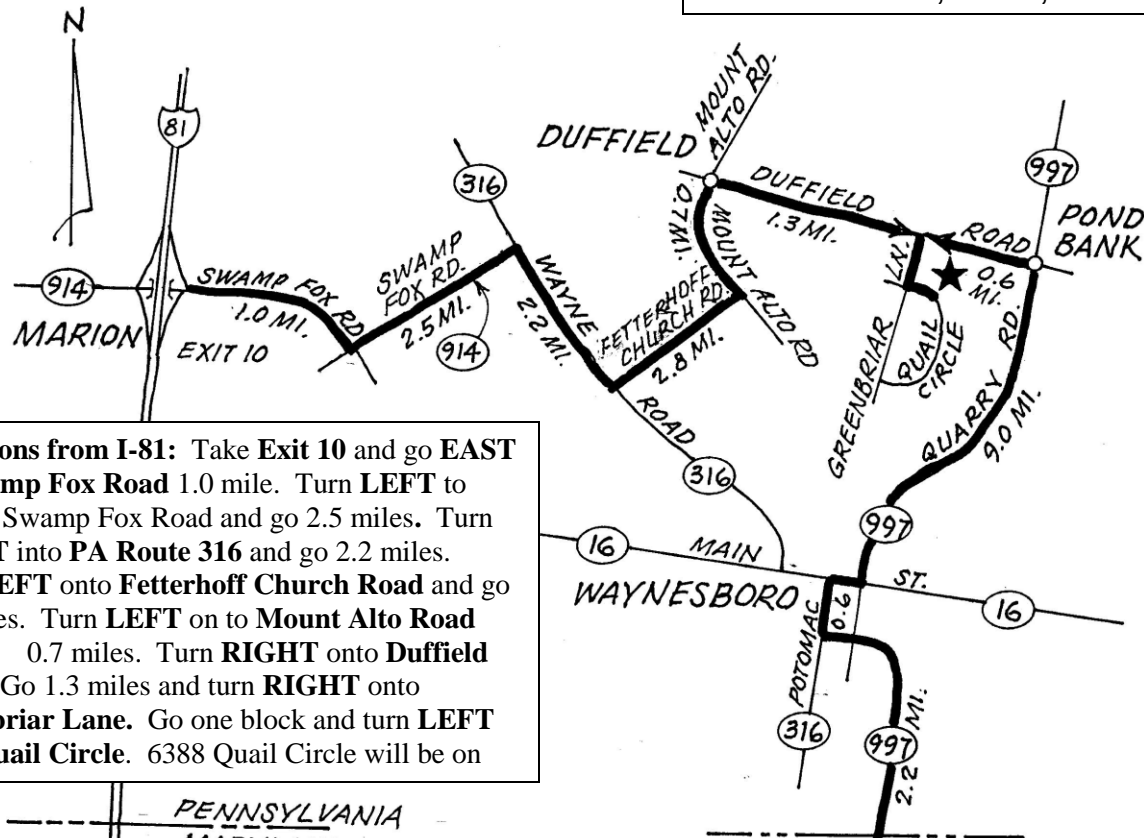 N
81
914
MARION
EXIT 10
SWAMP FOX RD
1.0 MI.
SWAMP
FOX RD.
2.5 MI.
914
316
WAYNE
2.2 MI.
ROAD
316
FETTERHOFF
CHURCH RD.
2.8 MI.
MOUNT ALTO RD
0.7 MI.
DUFFIELD
MOUNT
ALTO RD.
DUFFIELD
1.3 MI.
ROAD
0.6
MI.
997
POND
BANK
GREENBRIAR LN.
QUAIL
CIRCLE
QUARRY RD.
9.0 MI.
997
16
MAIN
ST.
16
WAYNESBORO
0.6
POTOMAC
316
997
2.2 MI.
ons from I-81: Take Exit 10 and go EAST
mp Fox Road 1.0 mile. Turn LEFT to
Swamp Fox Road and go 2.5 miles. Turn
T into PA Route 316 and go 2.2 miles.
EFT onto Fetterhoff Church Road and go
es. Turn LEFT on to Mount Alto Road
0.7 miles. Turn RIGHT onto Duffield
Go 1.3 miles and turn RIGHT onto
briar Lane. Go one block and turn LEFT
uail Circle. 6388 Quail Circle will be on
PENNSYLVANIA